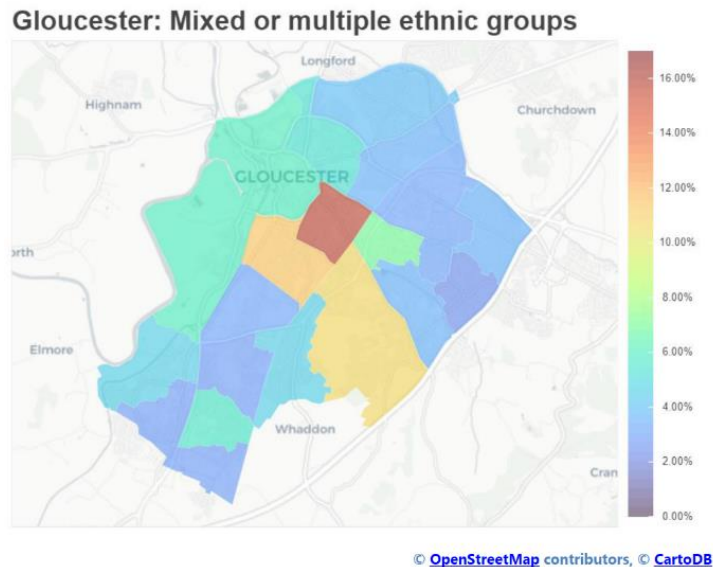 Gloucester: Mixed or multiple ethnic groups
Longford
Highnam
Churchdown
GLOUCESTER
orth
Elmore
Whaddon
Cran
16.00%
14.00%
12.00%
10.00%
8.00%
6.00%
4.00%
2.00%
0.00%
© OpenStreetMap contributors, © CartoDB